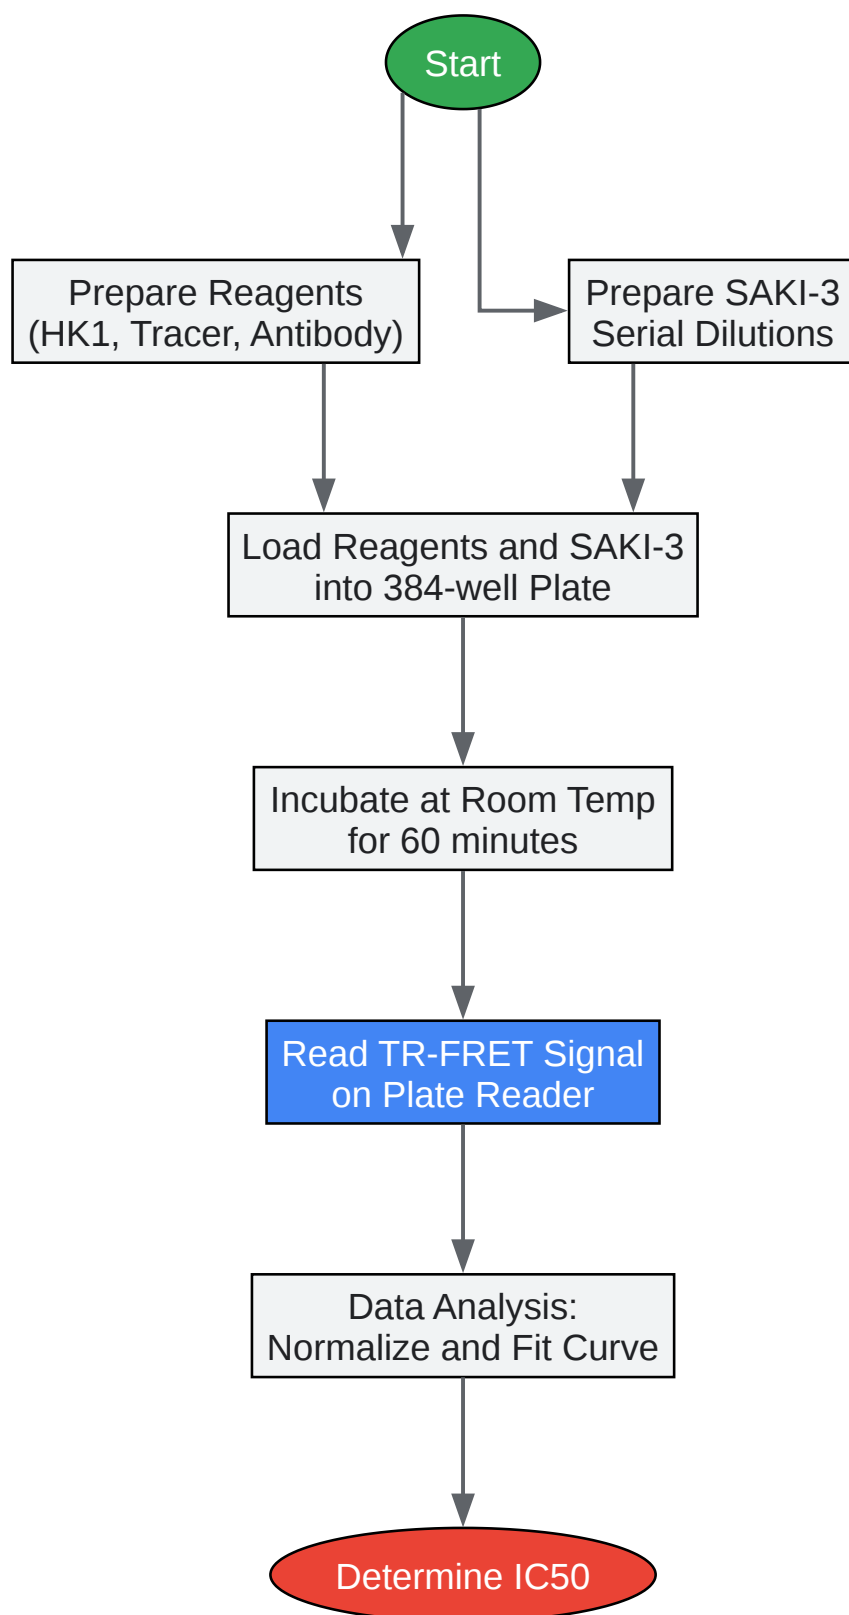 Start
Prepare Reagents
(HK1, Tracer, Antibody)
Prepare SAKI-3
Serial Dilutions
Load Reagents and SAKI-3
into 384-well Plate
Incubate at Room Temp
for 60 minutes
Read TR-FRET Signal
on Plate Reader
Data Analysis:
Normalize and Fit Curve
Determine IC50